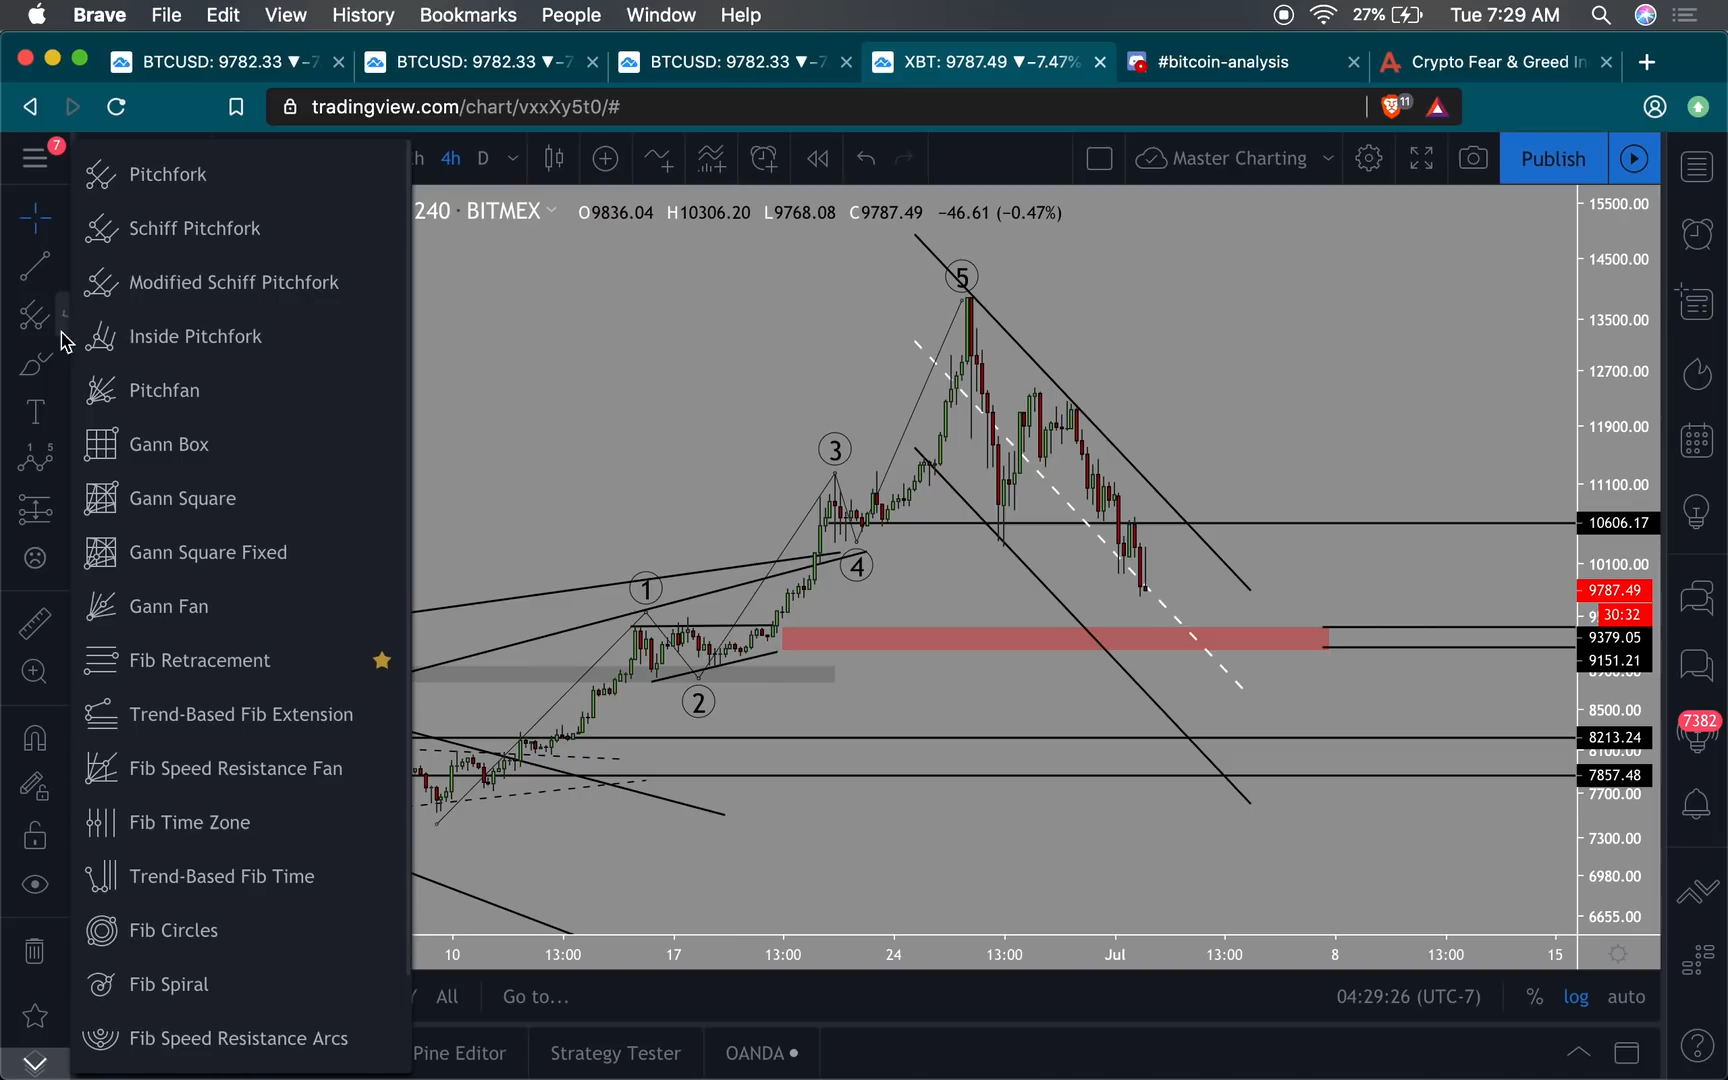 Brave File Edit View History Bookmarks People Window Help 27% Tue 7:29 AM
BTCUSD: 9782.33 ▼−7 BTCUSD: 9782.33 ▼−7 BTCUSD: 9782.33 ▼−7 XBT: 9787.49 ▼−7.47% #bitcoin-analysis Crypto Fear & Greed In
tradingview.com/chart/vxxXy5t0/# 11
7
4h D Master Charting Publish
240 · BITMEX O9836.04 H10306.20 L9768.08 C9787.49 −46.61 (−0.47%)
Pitchfork
Schiff Pitchfork
Modified Schiff Pitchfork
Inside Pitchfork
Pitchfan
Gann Box
Gann Square
Gann Square Fixed
Gann Fan
Fib Retracement
Trend-Based Fib Extension
Fib Speed Resistance Fan
Fib Time Zone
Trend-Based Fib Time
Fib Circles
Fib Spiral
Fib Speed Resistance Arcs
T
1 5
5
3
4
1
2
15500.00
14500.00
13500.00
12700.00
11900.00
11100.00
10606.17
10100.00
9787.49
30:32
9379.05
9151.21
8500.00
8213.24
8100.00
7857.48
7700.00
7300.00
6980.00
6655.00
7382
10 13:00 17 13:00 24 13:00 Jul 13:00 8 13:00 15
All Go to... 04:29:26 (UTC-7) % log auto
Pine Editor Strategy Tester OANDA